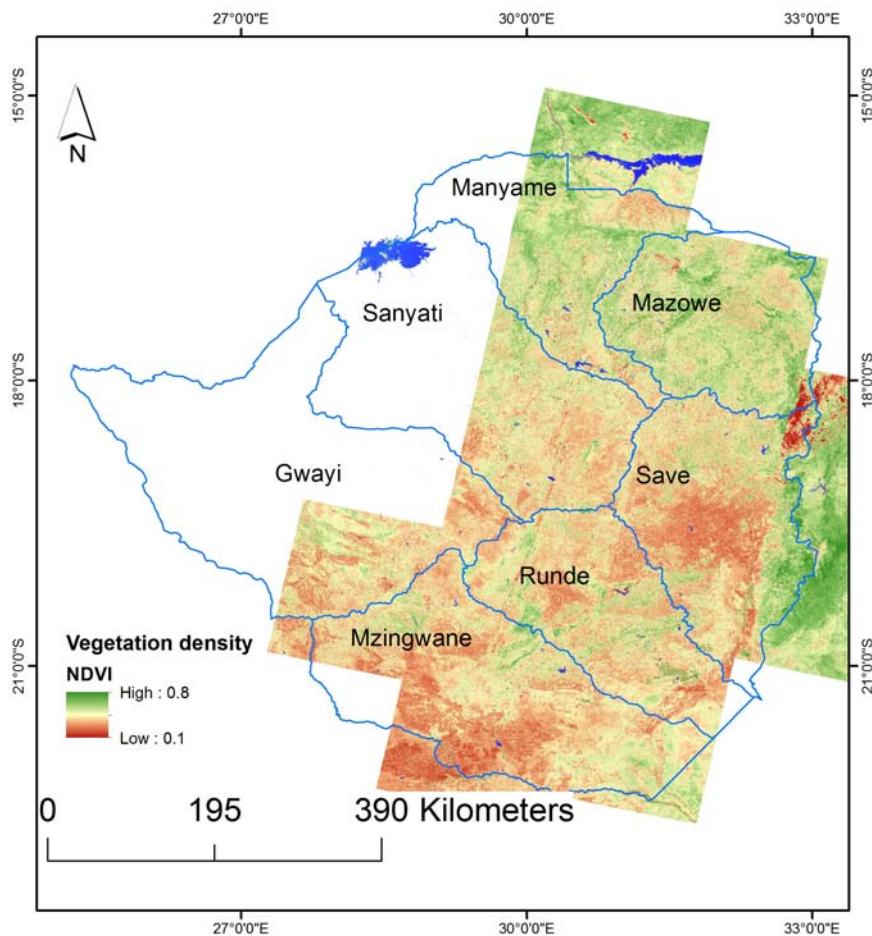 27°0'0"E 30°0'0"E 33°0'0"E
15°0'0"S 15°0'0"S
N
Manyame
Mazowe
Sanyati
18°0'0"S 18°0'0"S
Gwayi
Save
Runde
Mzingwane
Vegetation density
NDVI
High : 0.8
Low : 0.1
21°0'0"S 21°0'0"S
0 195 390 Kilometers
27°0'0"E 30°0'0"E 33°0'0"E